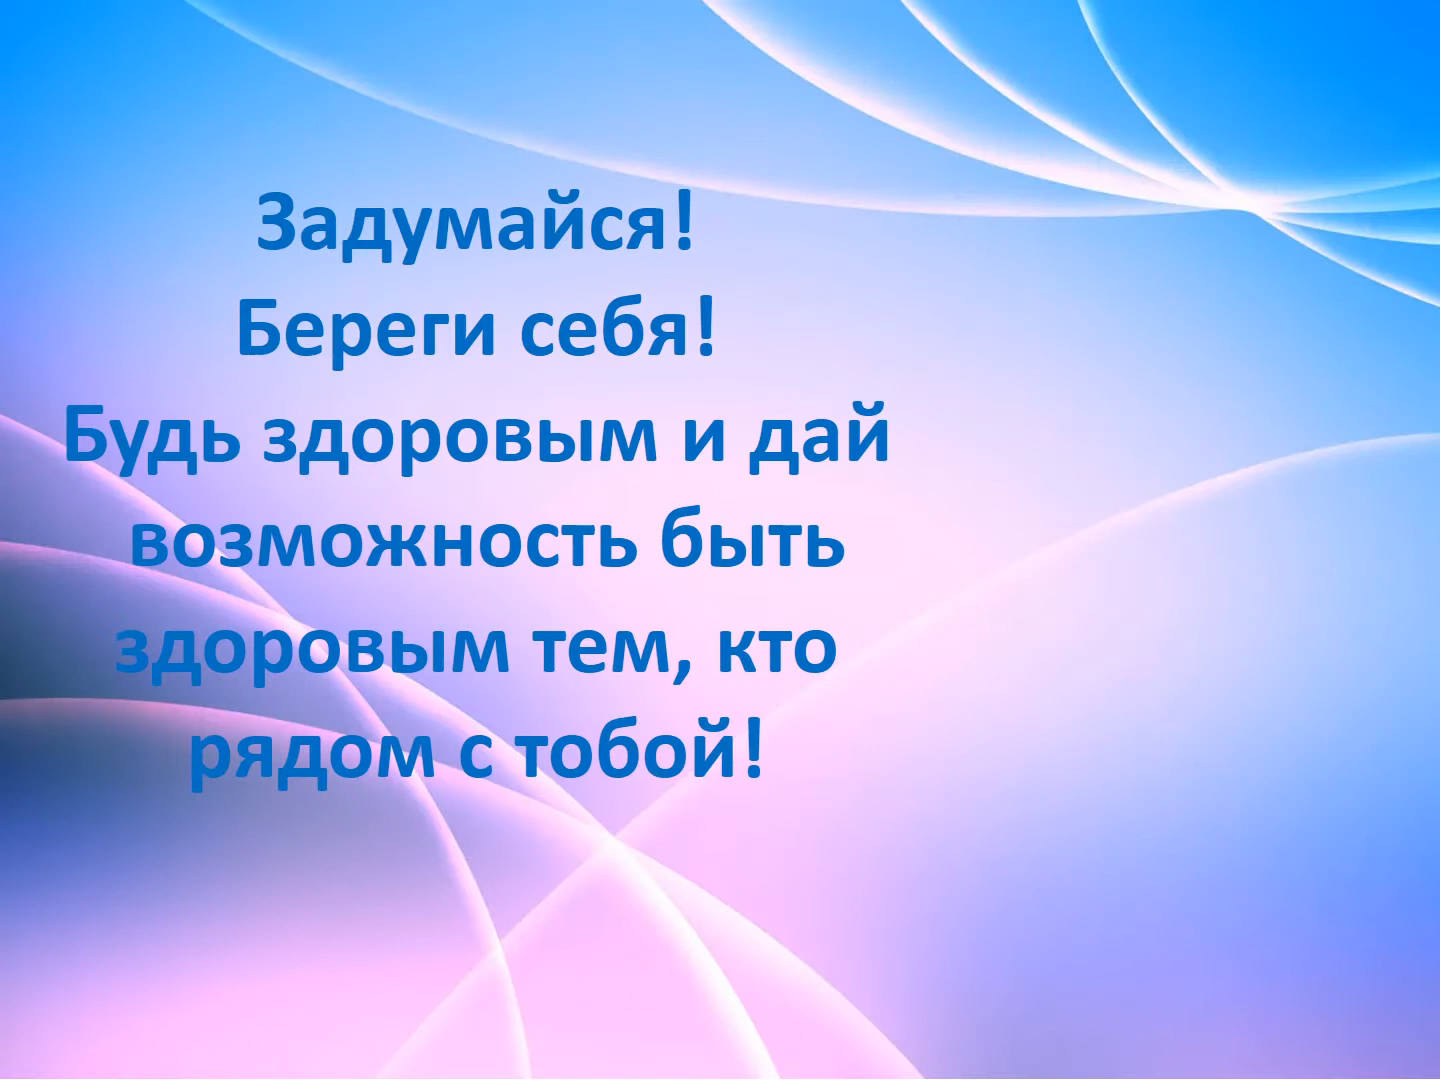 Задумайся!
Береги себя!
Будь здоровым и дай
возможность быть
здоровым тем, кто
рядом с тобой!